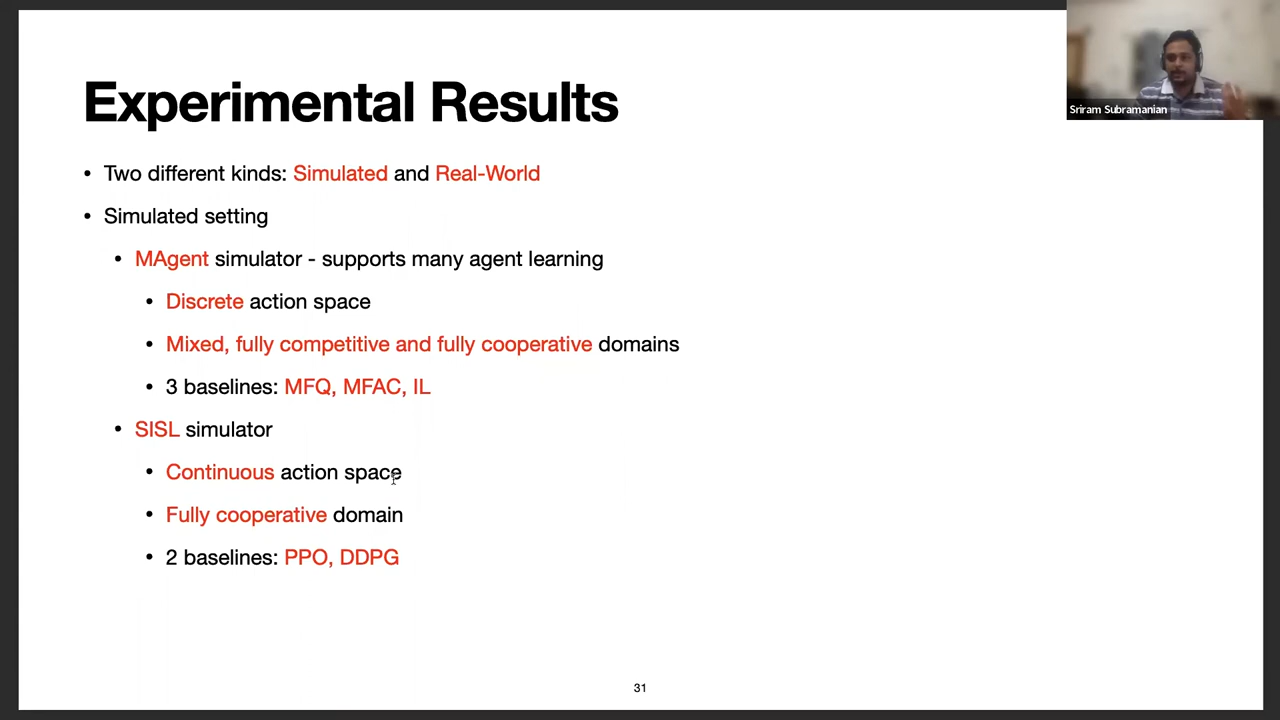 Sriram Subramanian
Experimental Results
• Two different kinds: Simulated and Real-World
• Simulated setting
• MAgent simulator - supports many agent learning
• Discrete action space
• Mixed, fully competitive and fully cooperative domains
• 3 baselines: MFQ, MFAC, IL
• SISL simulator
• Continuous action space
• Fully cooperative domain
• 2 baselines: PPO, DDPG
31